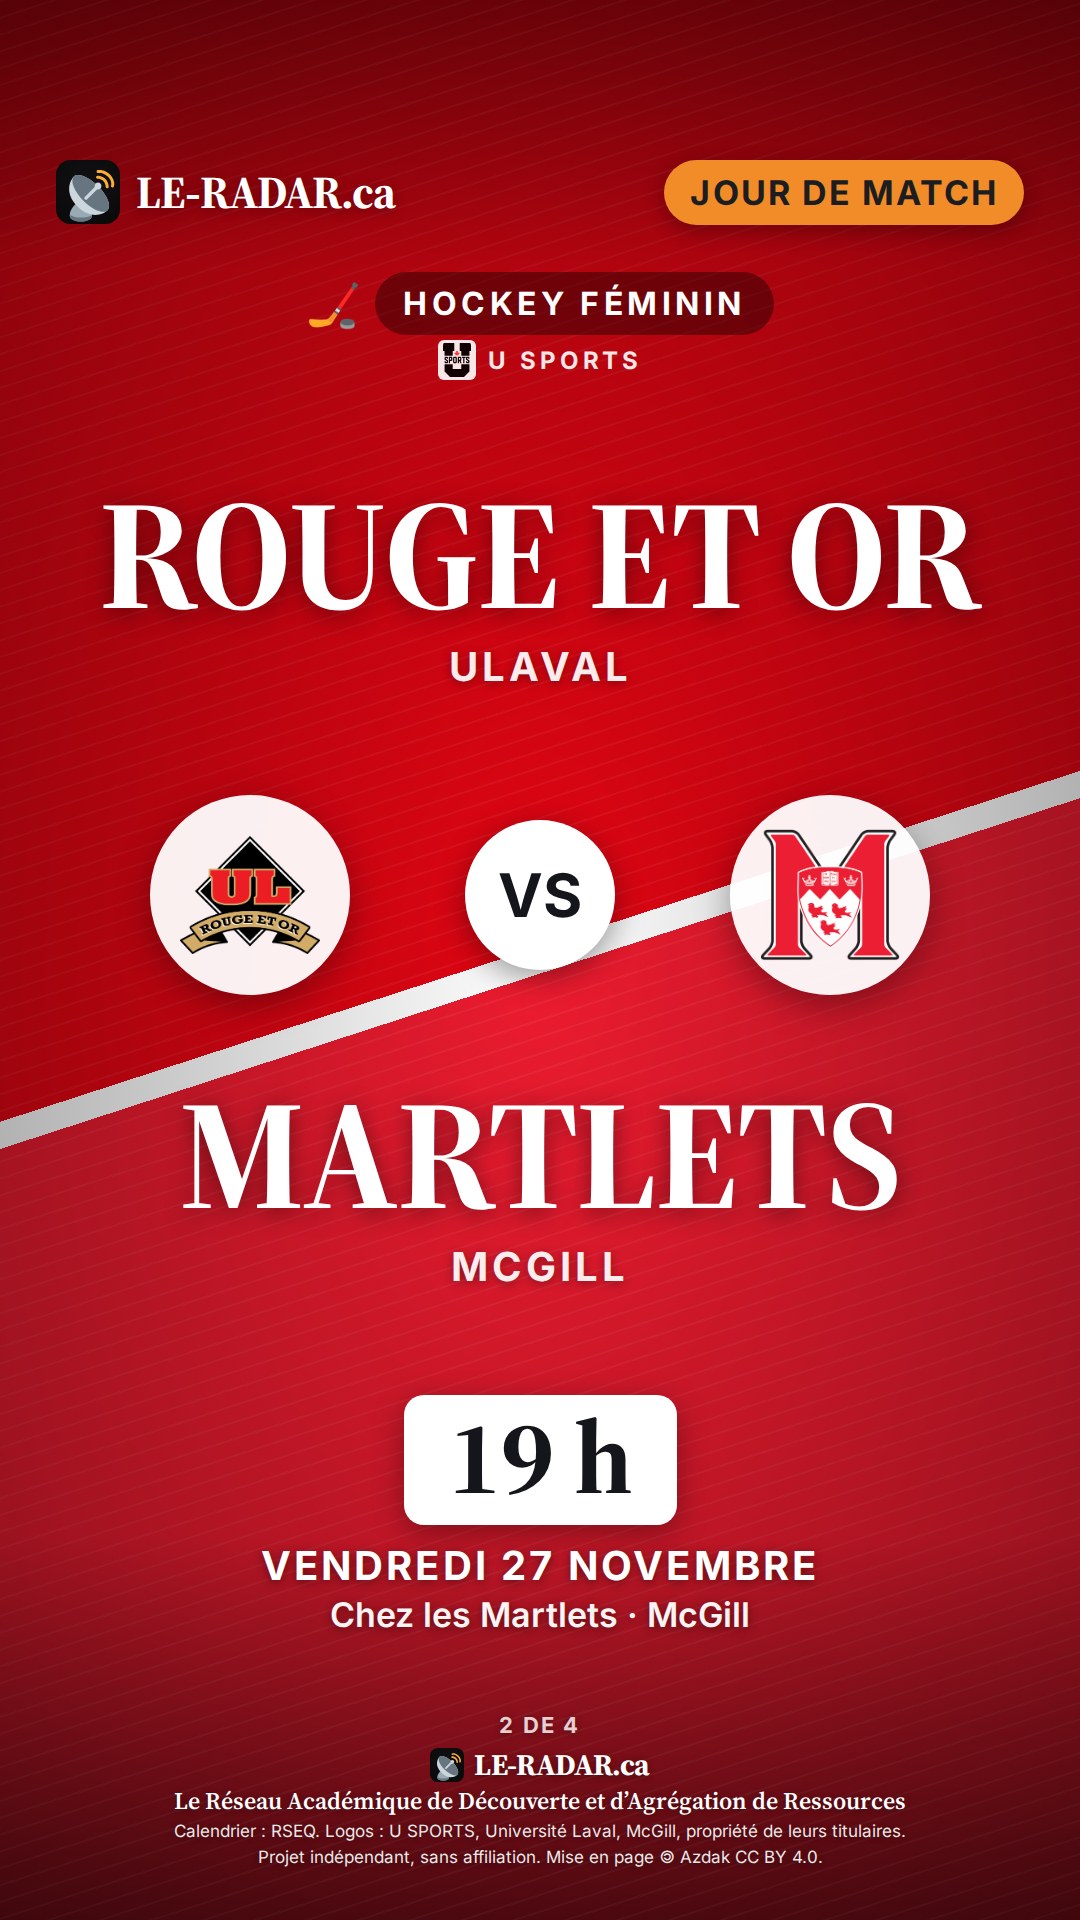 LE-RADAR.ca
JOUR DE MATCH
HOCKEY FÉMININ
SPORTS
U SPORTS
ROUGE ET OR
ULAVAL
UL
ROUGE ET OR
VS
M
MARTLETS
MCGILL
19 h
VENDREDI 27 NOVEMBRE
Chez les Martlets · McGill
2 DE 4
LE-RADAR.ca
Le Réseau Académique de Découverte et d’Agrégation de Ressources
Calendrier : RSEQ. Logos : U SPORTS, Université Laval, McGill, propriété de leurs titulaires.
Projet indépendant, sans affiliation. Mise en page 🄯 Azdak CC BY 4.0.